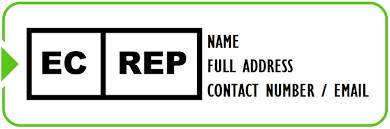 EC REP
NAME
FULL ADDRESS
CONTACT NUMBER / EMAIL